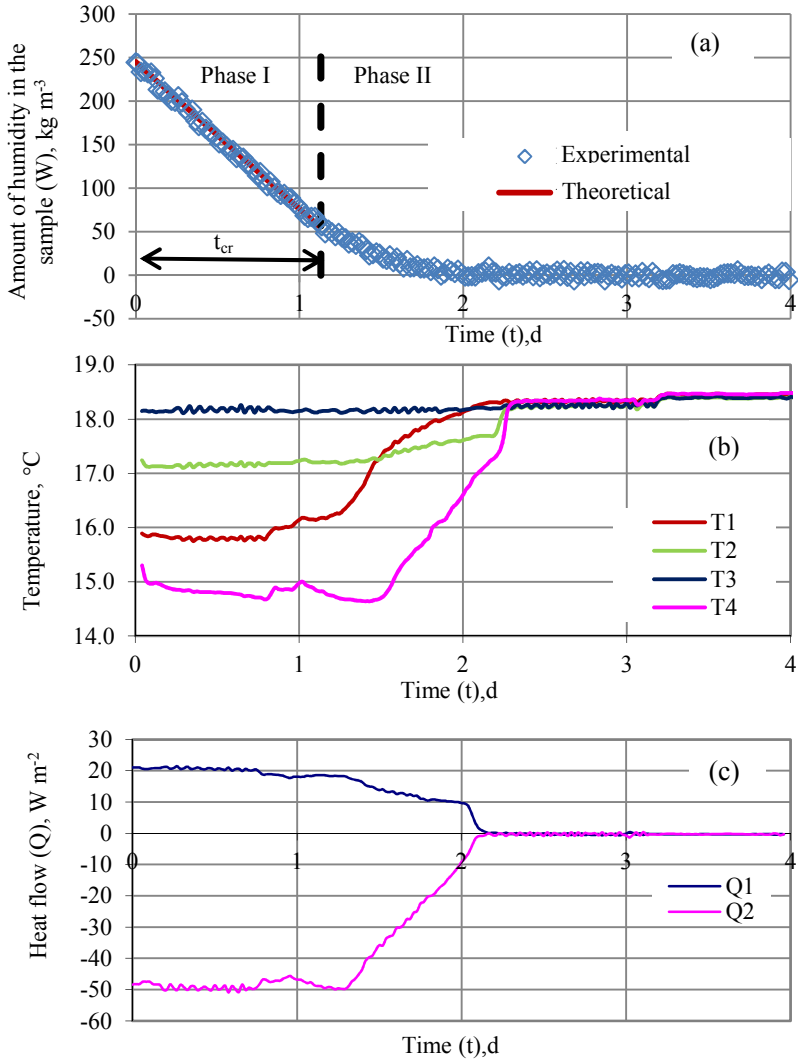 Amount of humidity in the
sample (W), kg m-3
300
250
200
150
100
50
0
-50
(a)
Phase I
Phase II
Experimental
Theoretical
tcr
0
1
2
3
4
Time (t),d
Temperature, °C
19.0
18.0
17.0
16.0
15.0
14.0
(b)
T1
T2
T3
T4
0
1
2
3
4
Time (t),d
Heat flow (Q), W m-2
30
20
10
0
-10
-20
-30
-40
-50
-60
(c)
0
1
2
3
4
Q1
Q2
Time (t),d